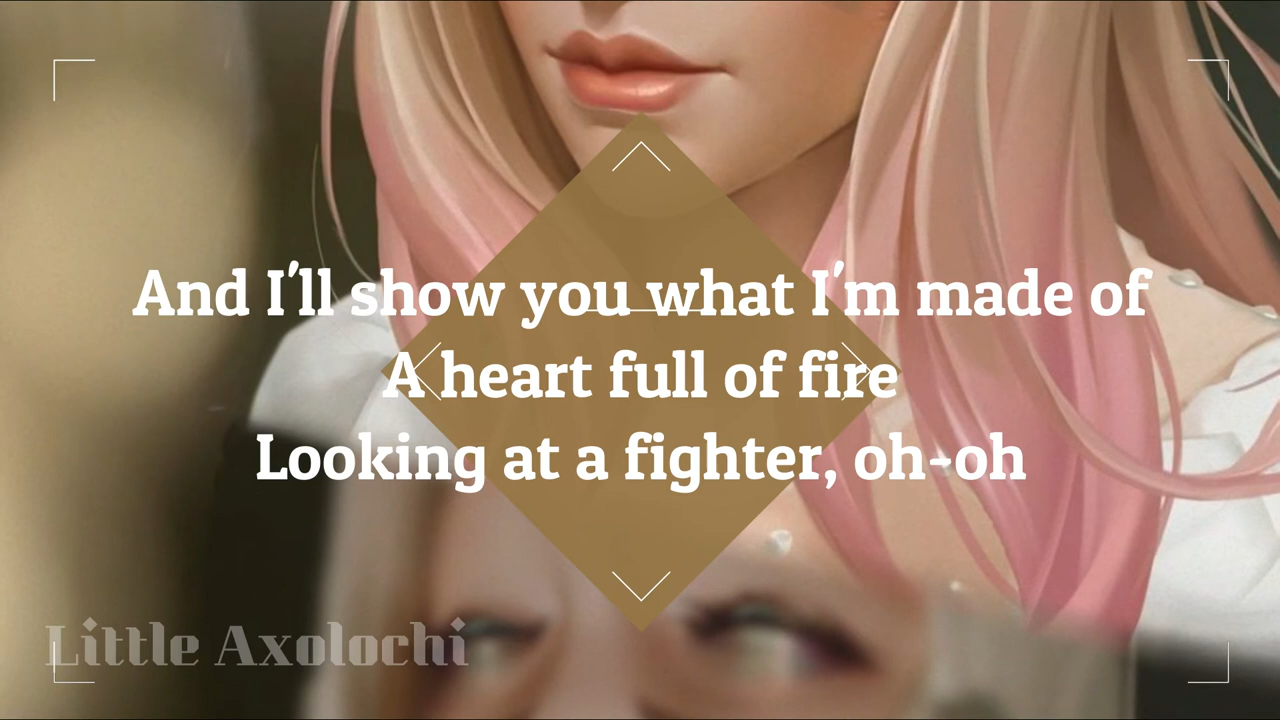 And I'll show you what I'm made of
A heart full of fire
Looking at a fighter, oh-oh
Little Axolochi